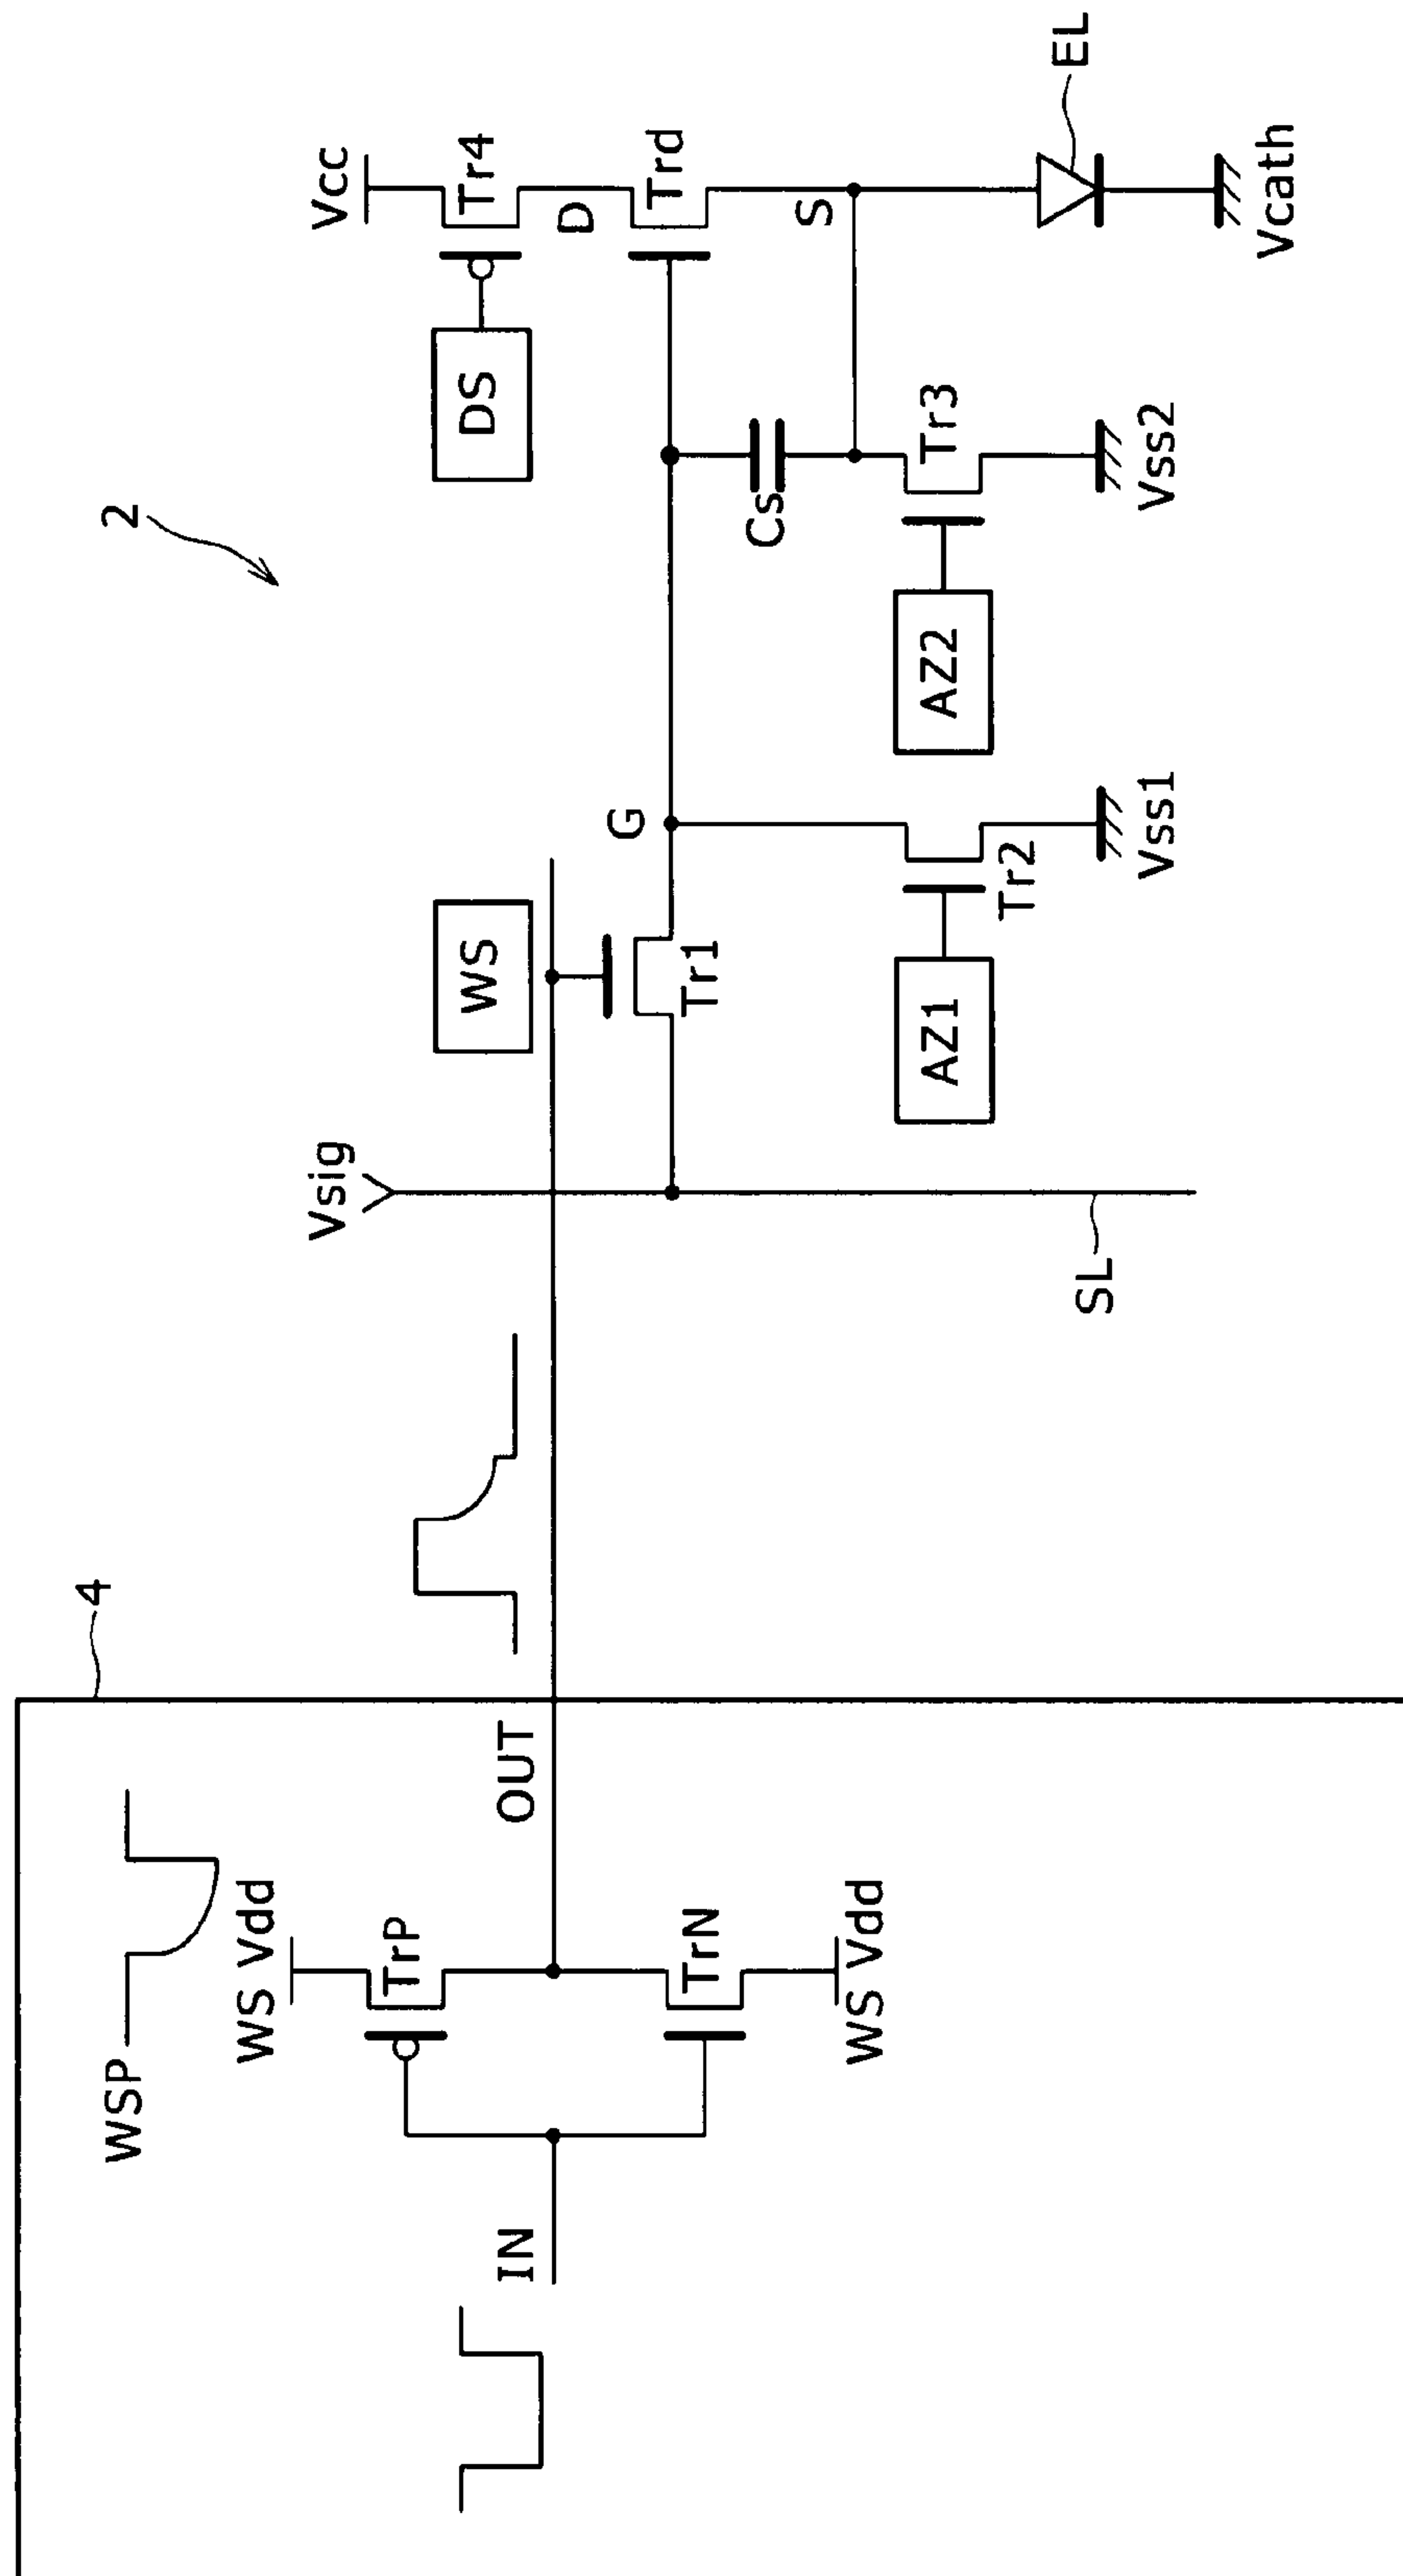 4
2
WSP
WS Vdd
TrP
IN
OUT
TrN
WS Vdd
Vsig
SL
WS
Tr1
G
AZ1
Tr2
Vss1
DS
Vcc
Tr4
D
Trd
Cs
S
AZ2
Tr3
Vss2
EL
Vcath